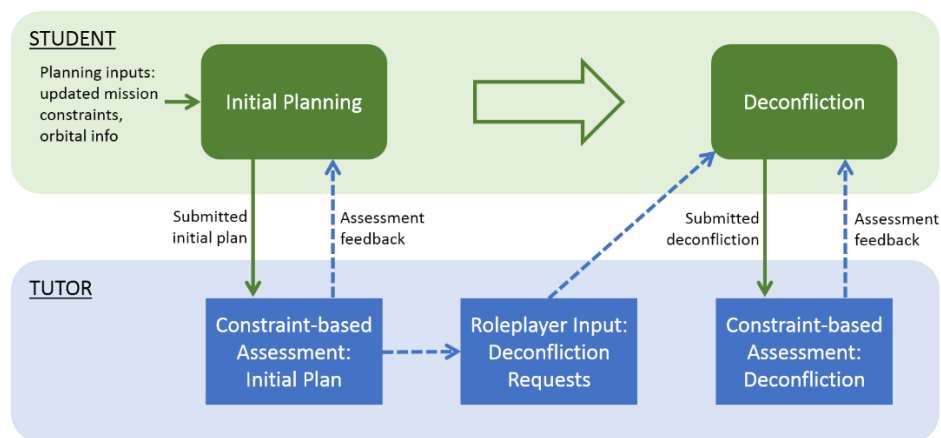 STUDENT
Planning inputs:
updated mission
constraints,
orbital info
Initial Planning
Deconfliction
Submitted
initial plan
Assessment
feedback
Submitted
deconfliction
Assessment
feedback
TUTOR
Constraint-based
Assessment:
Initial Plan
Roleplayer Input:
Deconfliction
Requests
Constraint-based
Assessment:
Deconfliction